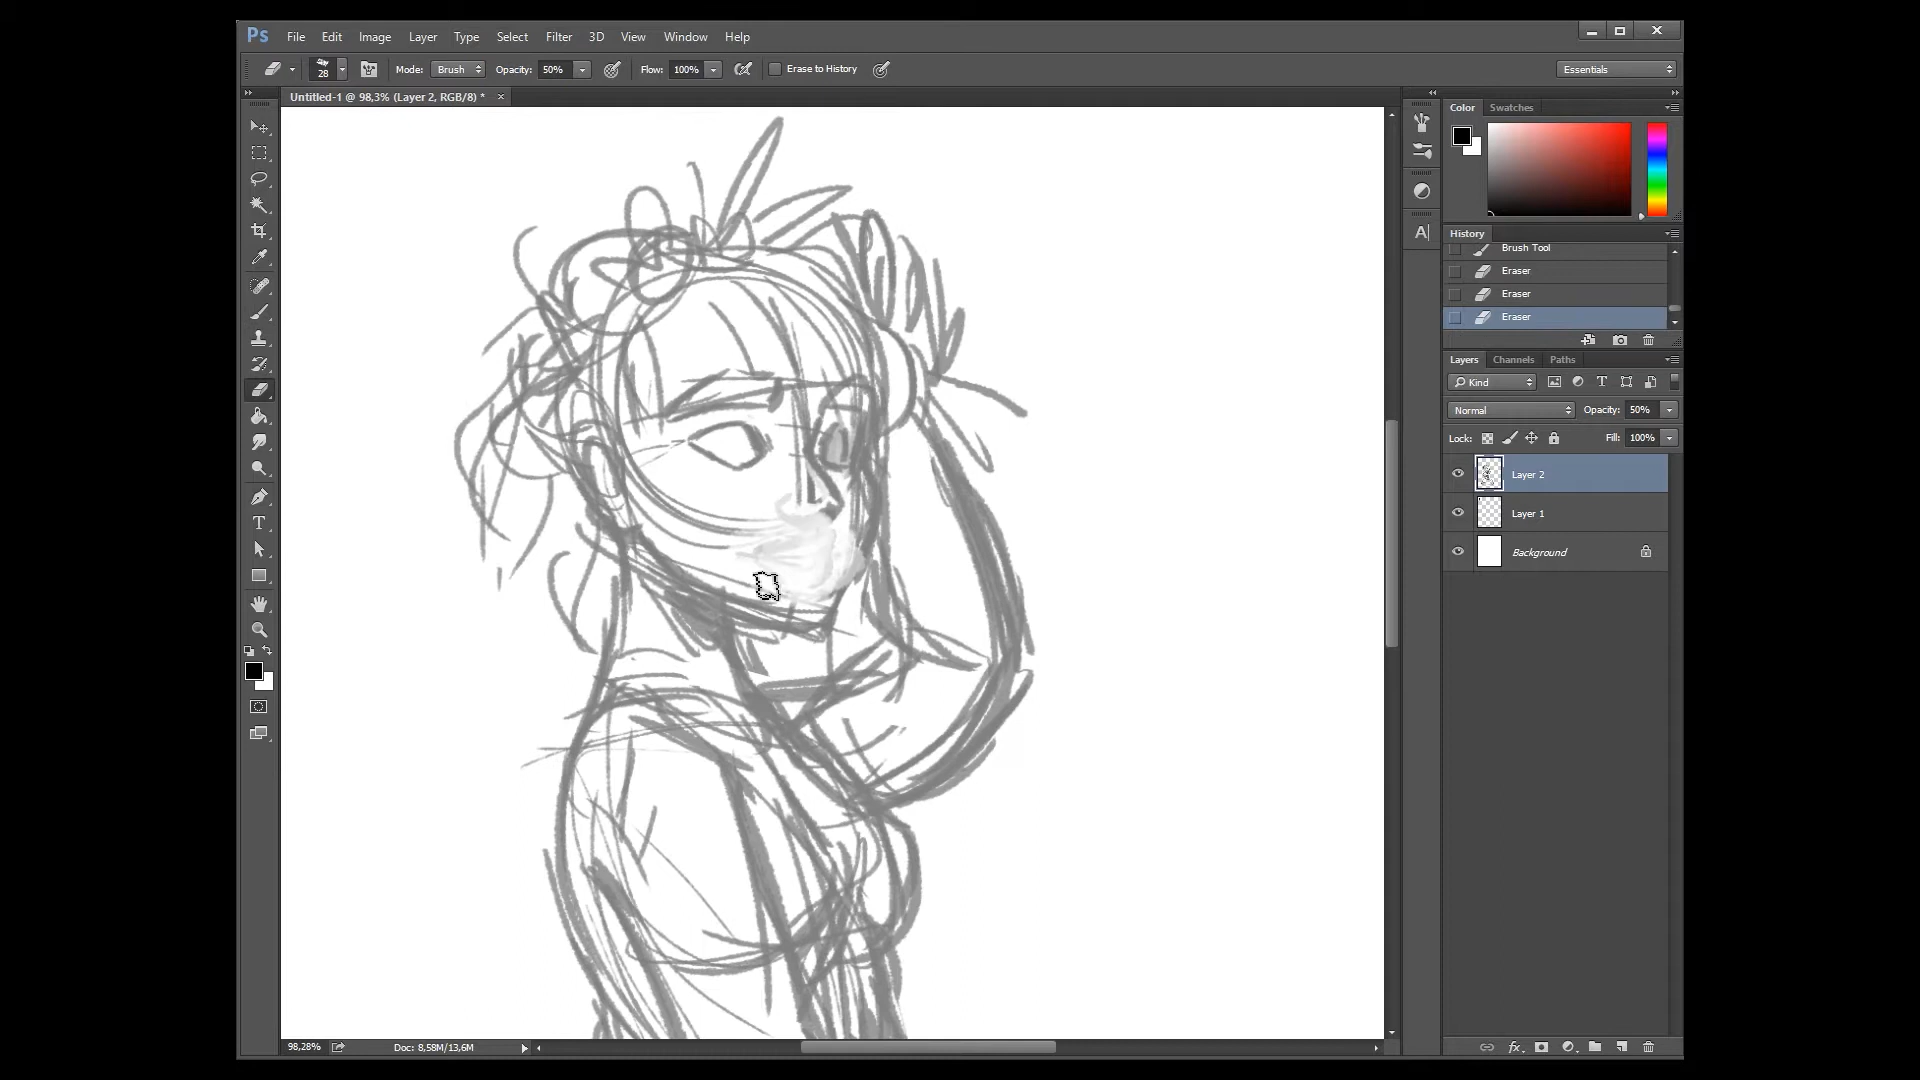 Ps File Edit Image Layer Type Select Filter 3D View Window Help
28 Mode: Brush Opacity: 50% Flow: 100% Erase to History Essentials
Untitled-1 @ 98,3% (Layer 2, RGB/8) *
Color Swatches
History
Brush Tool
Eraser
Eraser
Eraser
Layers Channels Paths
Kind
Normal Opacity: 50%
Lock: Fill: 100%
Layer 2
Layer 1
Background
98,28% Doc: 8,58M/13,6M